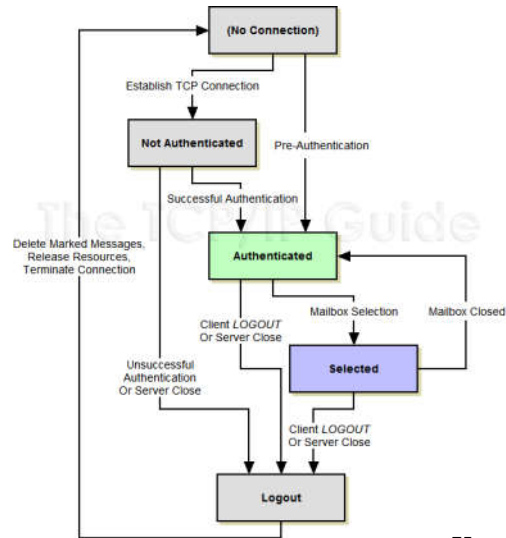 (No Connection)
Establish TCP Connection
Not Authenticated
Pre-Authentication
Successful Authentication
The TCP/IP Guide
Delete Marked Messages,
Release Resources,
Terminate Connection
Authenticated
Mailbox Selection
Mailbox Closed
Client LOGOUT
Or Server Close
Unsuccessful
Authentication
Or Server Close
Selected
Client LOGOUT
Or Server Close
Logout